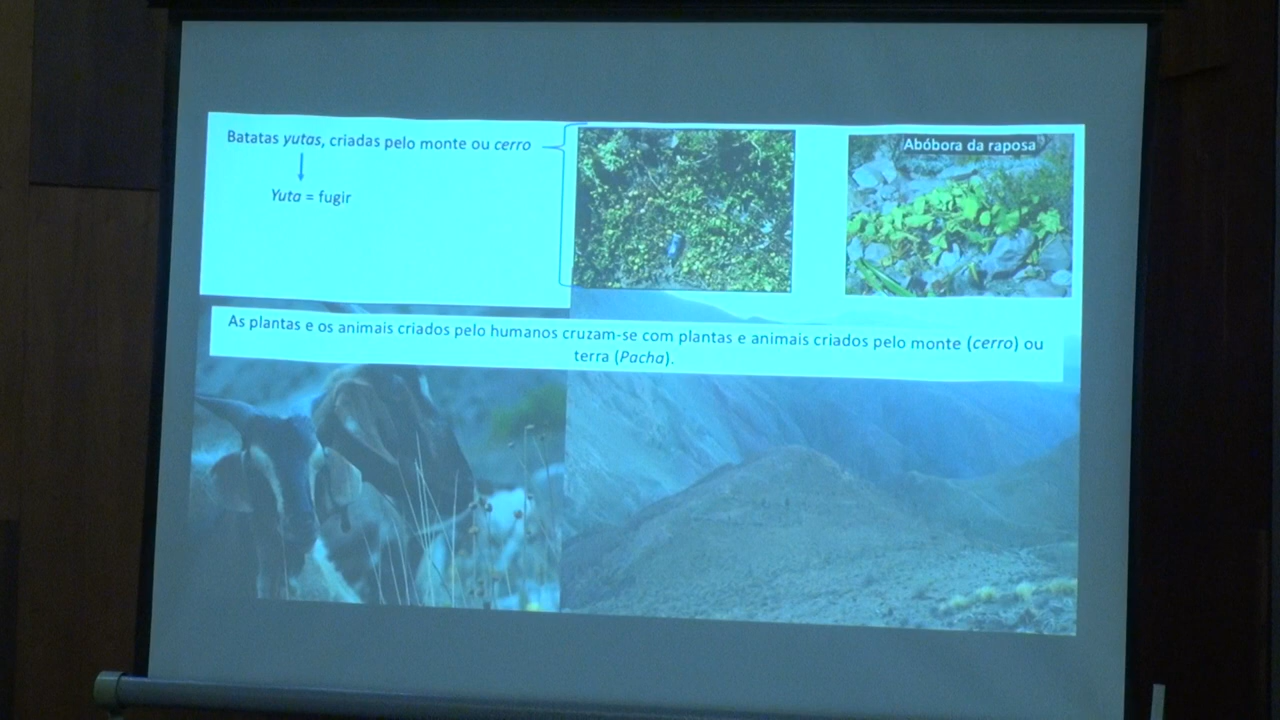 Batatas yutas, criadas pelo monte ou cerro
Yuta = fugir
Abóbora da raposa
As plantas e os animais criados pelo humanos cruzam-se com plantas e animais criados pelo monte (cerro) ou
terra (Pacha).